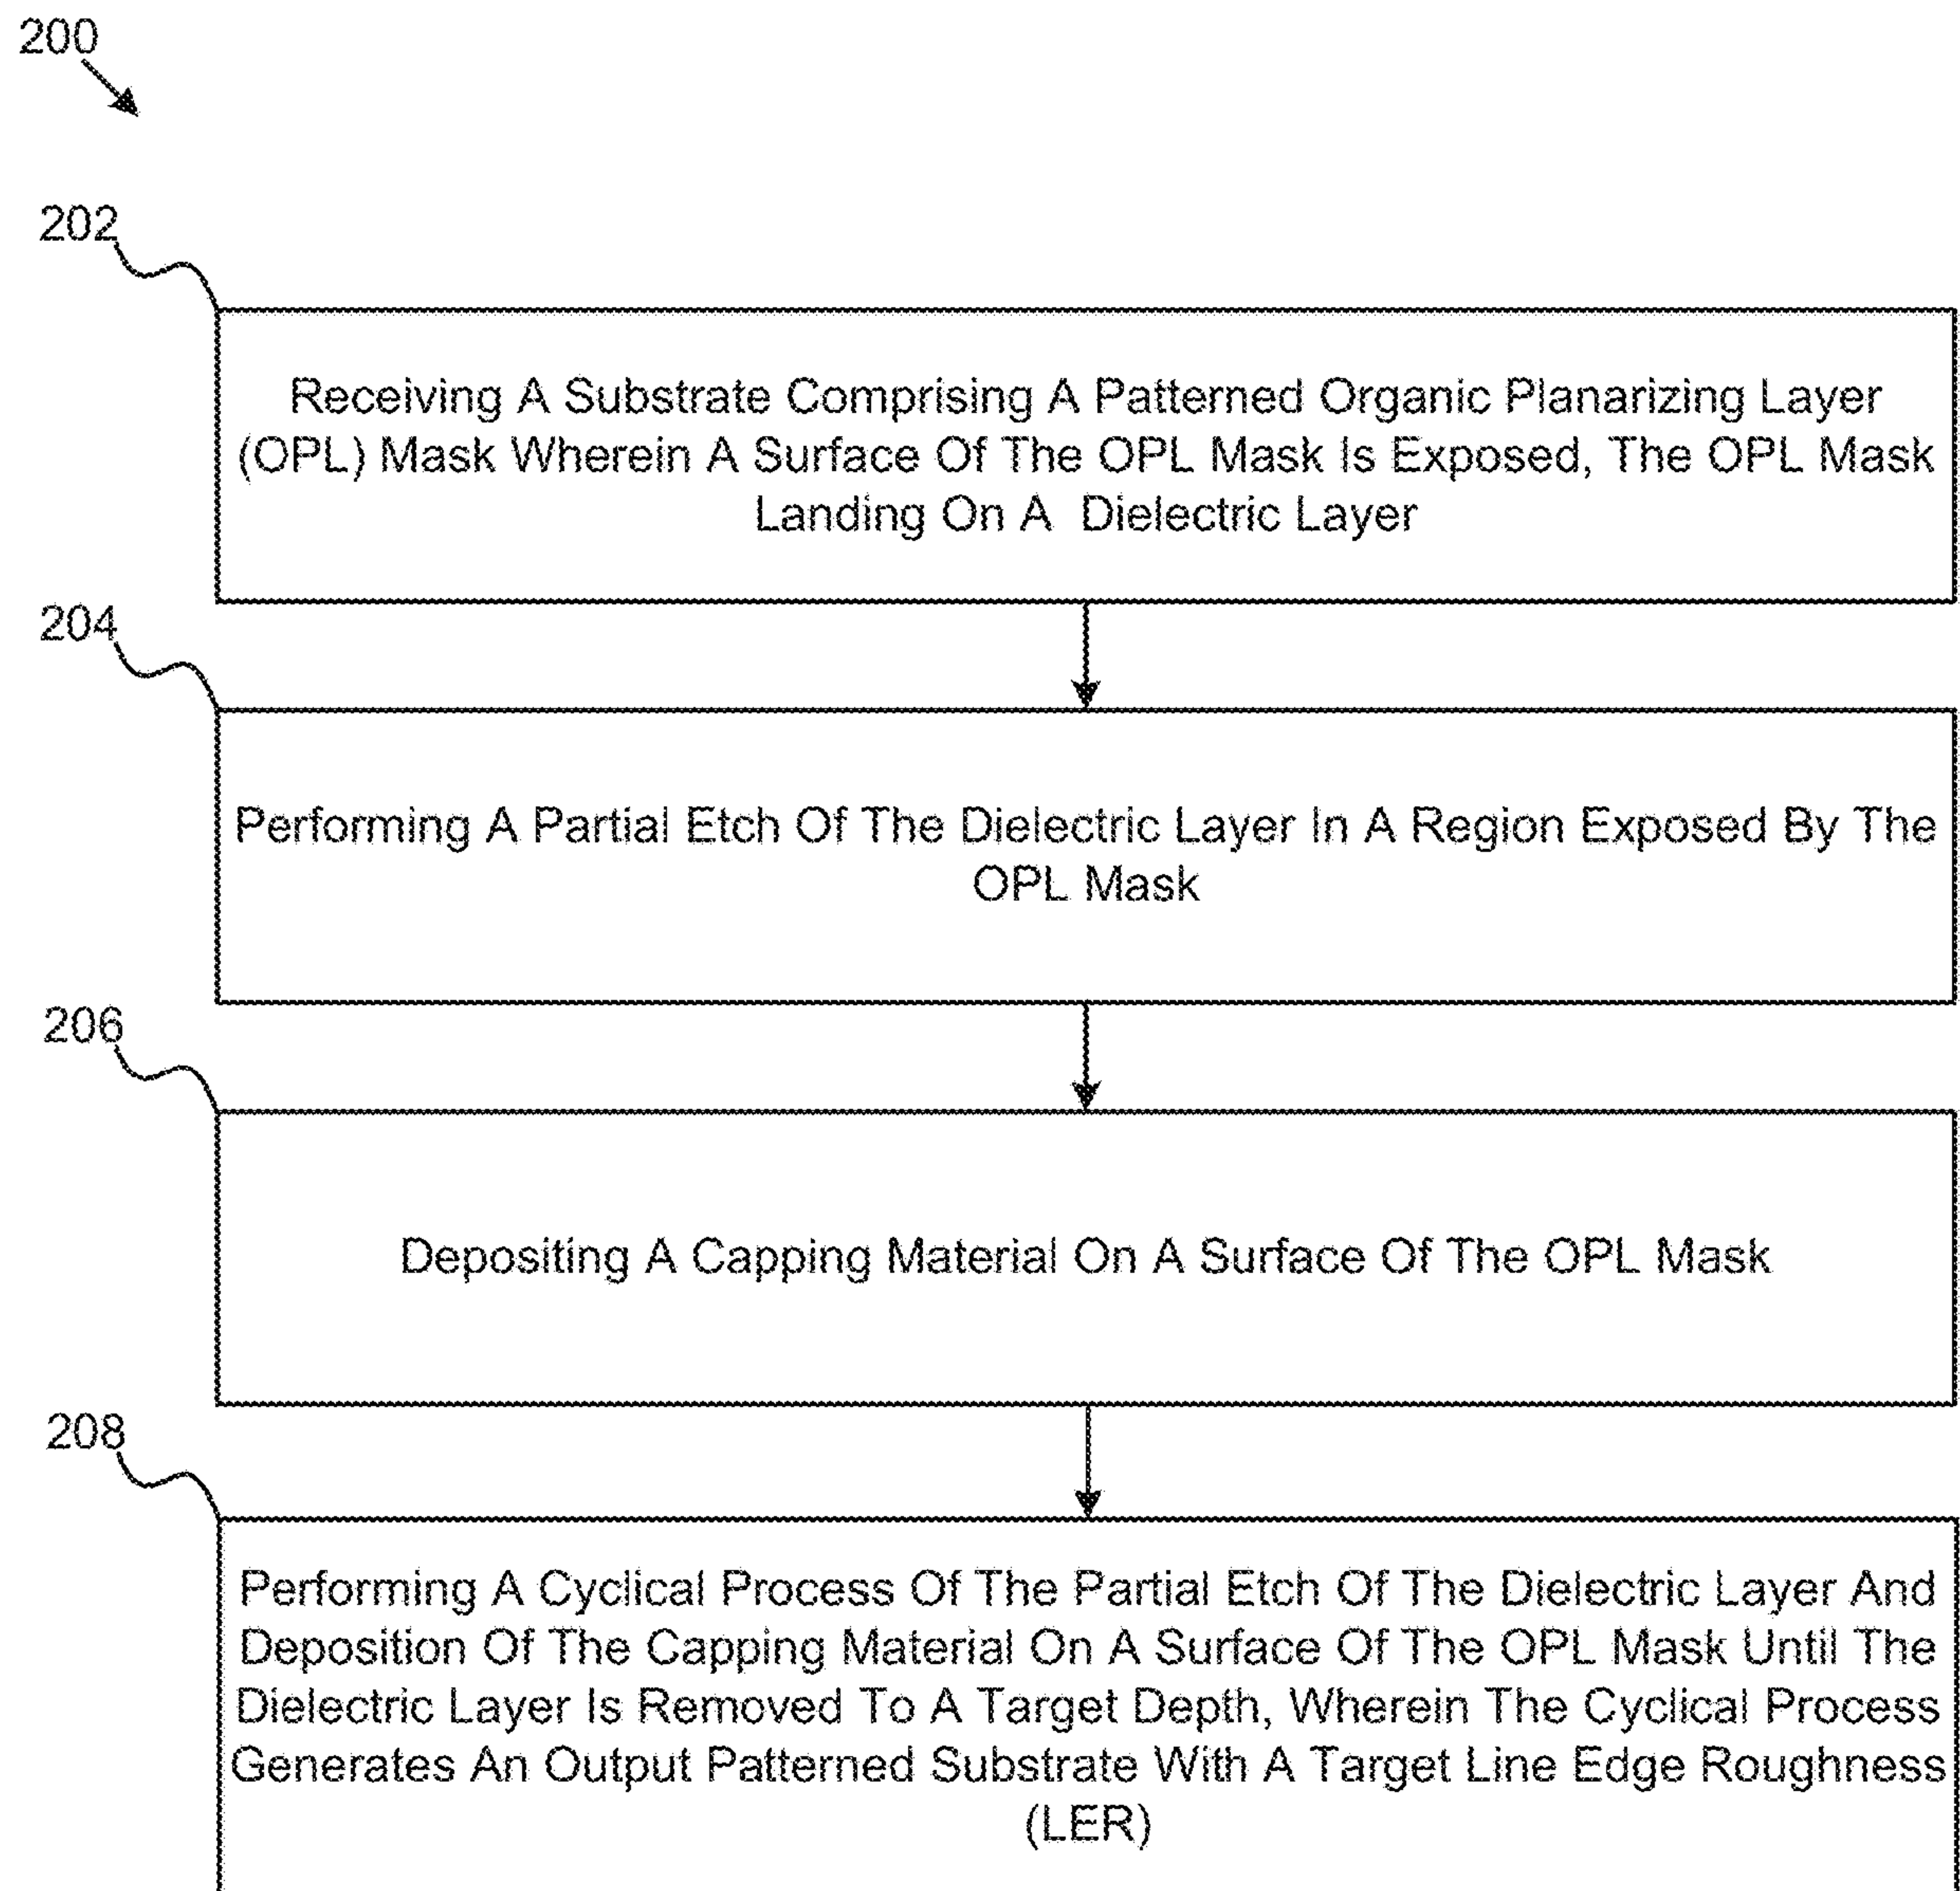 200
202
Receiving A Substrate Comprising A Patterned Organic Planarizing Layer
(OPL) Mask Wherein A Surface Of The OPL Mask Is Exposed, The OPL Mask
Landing On A Dielectric Layer
204
Performing A Partial Etch Of The Dielectric Layer In A Region Exposed By The
OPL Mask
206
Depositing A Capping Material On A Surface Of The OPL Mask
208
Performing A Cyclical Process Of The Partial Etch Of The Dielectric Layer And
Deposition Of The Capping Material On A Surface Of The OPL Mask Until The
Dielectric Layer Is Removed To A Target Depth, Wherein The Cyclical Process
Generates An Output Patterned Substrate With A Target Line Edge Roughness
(LER)